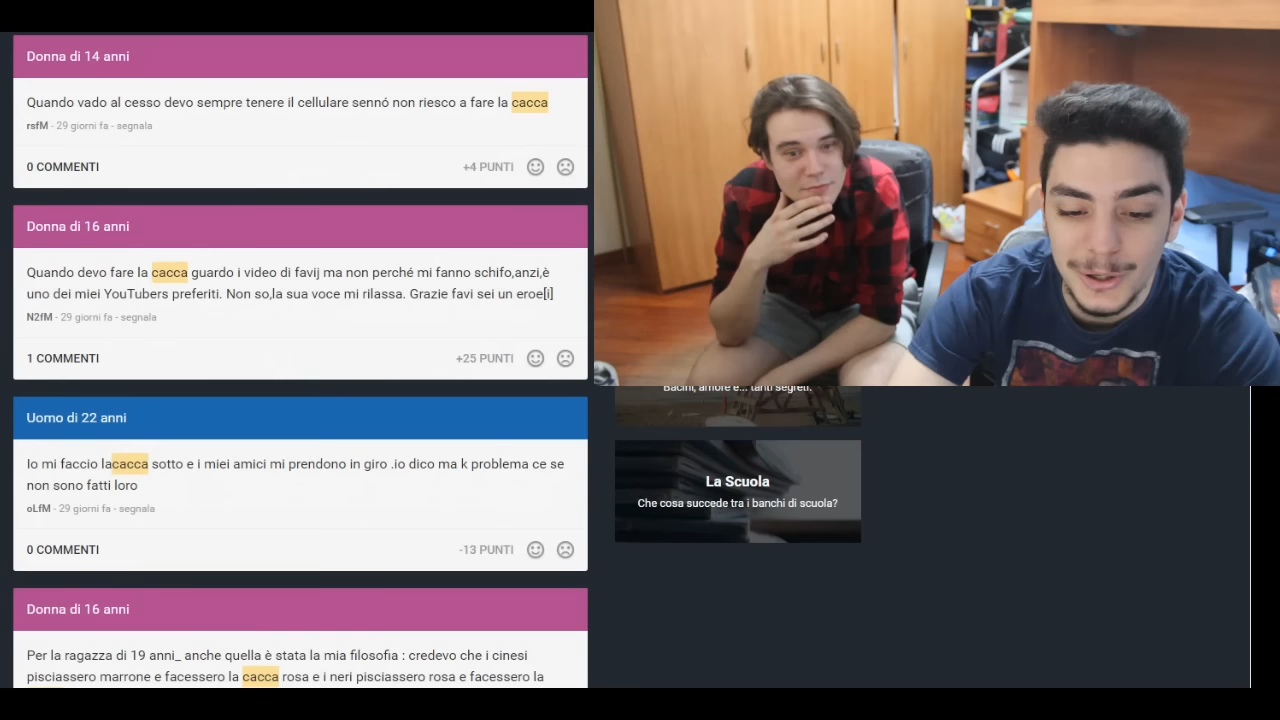 Donna di 14 anni
Quando vado al cesso devo sempre tenere il cellulare sennó non riesco a fare la cacca
rsfM - 29 giorni fa - segnala
0 COMMENTI
+4 PUNTI
Donna di 16 anni
Quando devo fare la cacca guardo i video di favij ma non perché mi fanno schifo,anzi,è
uno dei miei YouTubers preferiti. Non so,la sua voce mi rilassa. Grazie favi sei un eroe[i]
N2fM - 29 giorni fa - segnala
1 COMMENTI
+25 PUNTI
Uomo di 22 anni
Io mi faccio lacacca sotto e i miei amici mi prendono in giro .io dico ma k problema ce se
non sono fatti loro
oLfM - 29 giorni fa - segnala
0 COMMENTI
-13 PUNTI
Donna di 16 anni
Per la ragazza di 19 anni_ anche quella è stata la mia filosofia : credevo che i cinesi
pisciassero marrone e facessero la cacca rosa e i neri pisciassero rosa e facessero la
Bacini, amore e... tanti segreti.
La Scuola
Che cosa succede tra i banchi di scuola?